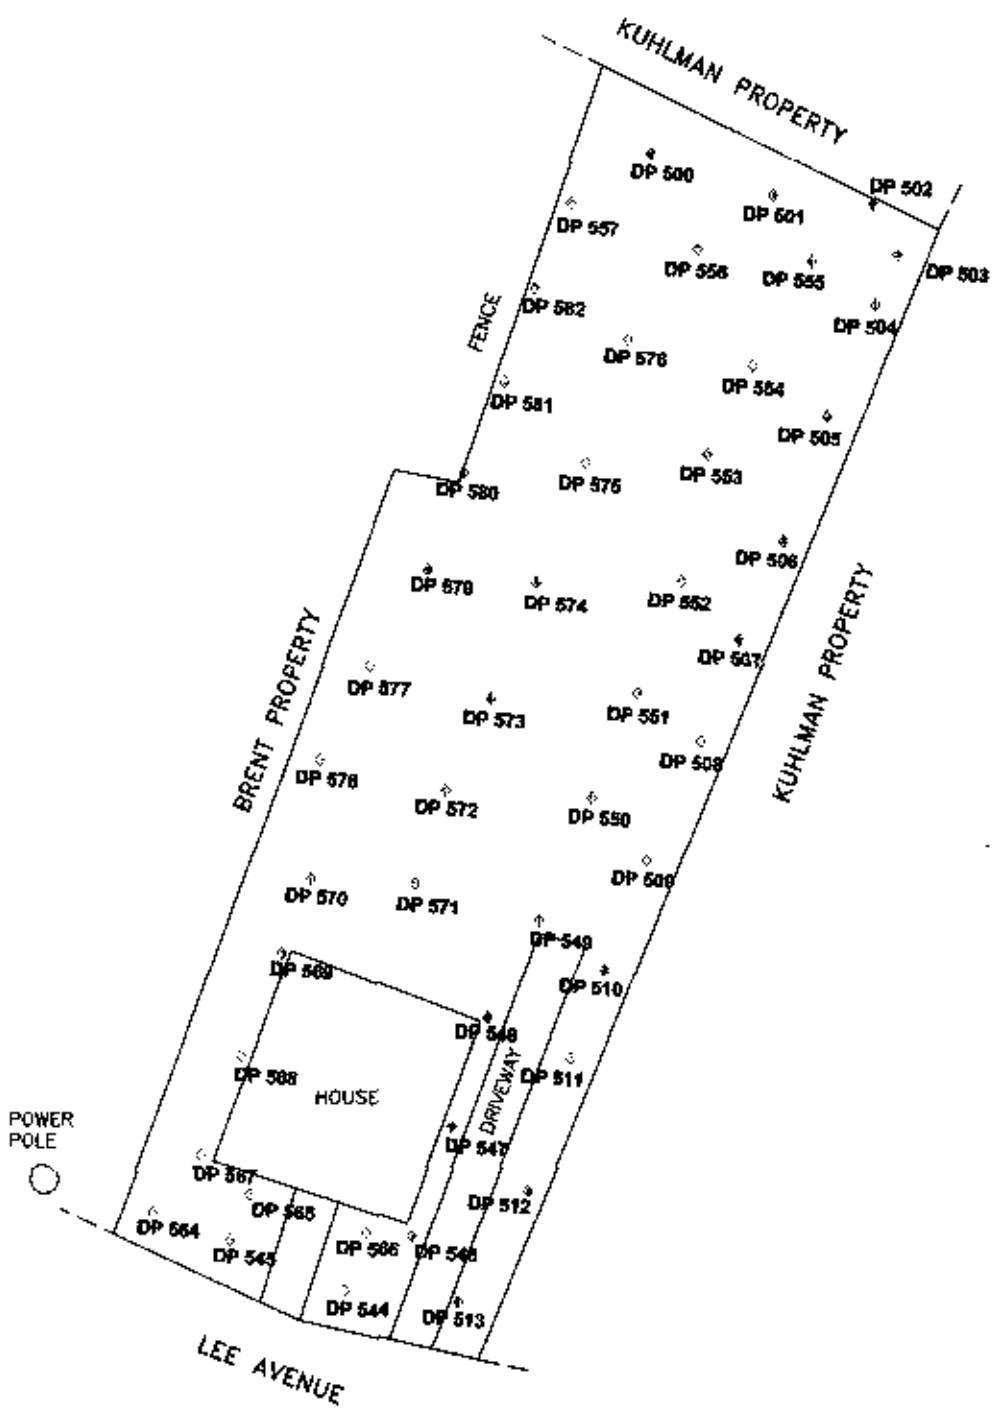 KUHLMAN PROPERTY
DP 500
DP 502
DP 501
DP 557
DP 556
DP 555
DP 503
DP 582
DP 504
FENCE
DP 576
DP 554
DP 581
DP 505
DP 553
DP 575
DP 580
DP 506
DP 579
DP 574
DP 552
KUHLMAN PROPERTY
DP 507
BRENT PROPERTY
DP 577
DP 573
DP 551
DP 508
DP 578
DP 572
DP 550
DP 509
DP 570
DP 571
DP 549
DP 569
DP 510
DP 548
DRIVEWAY
DP 568
DP 511
HOUSE
POWER
POLE
DP 547
DP 567
DP 512
DP 565
DP 564
DP 545
DP 566
DP 546
DP 544
DP 513
LEE AVENUE